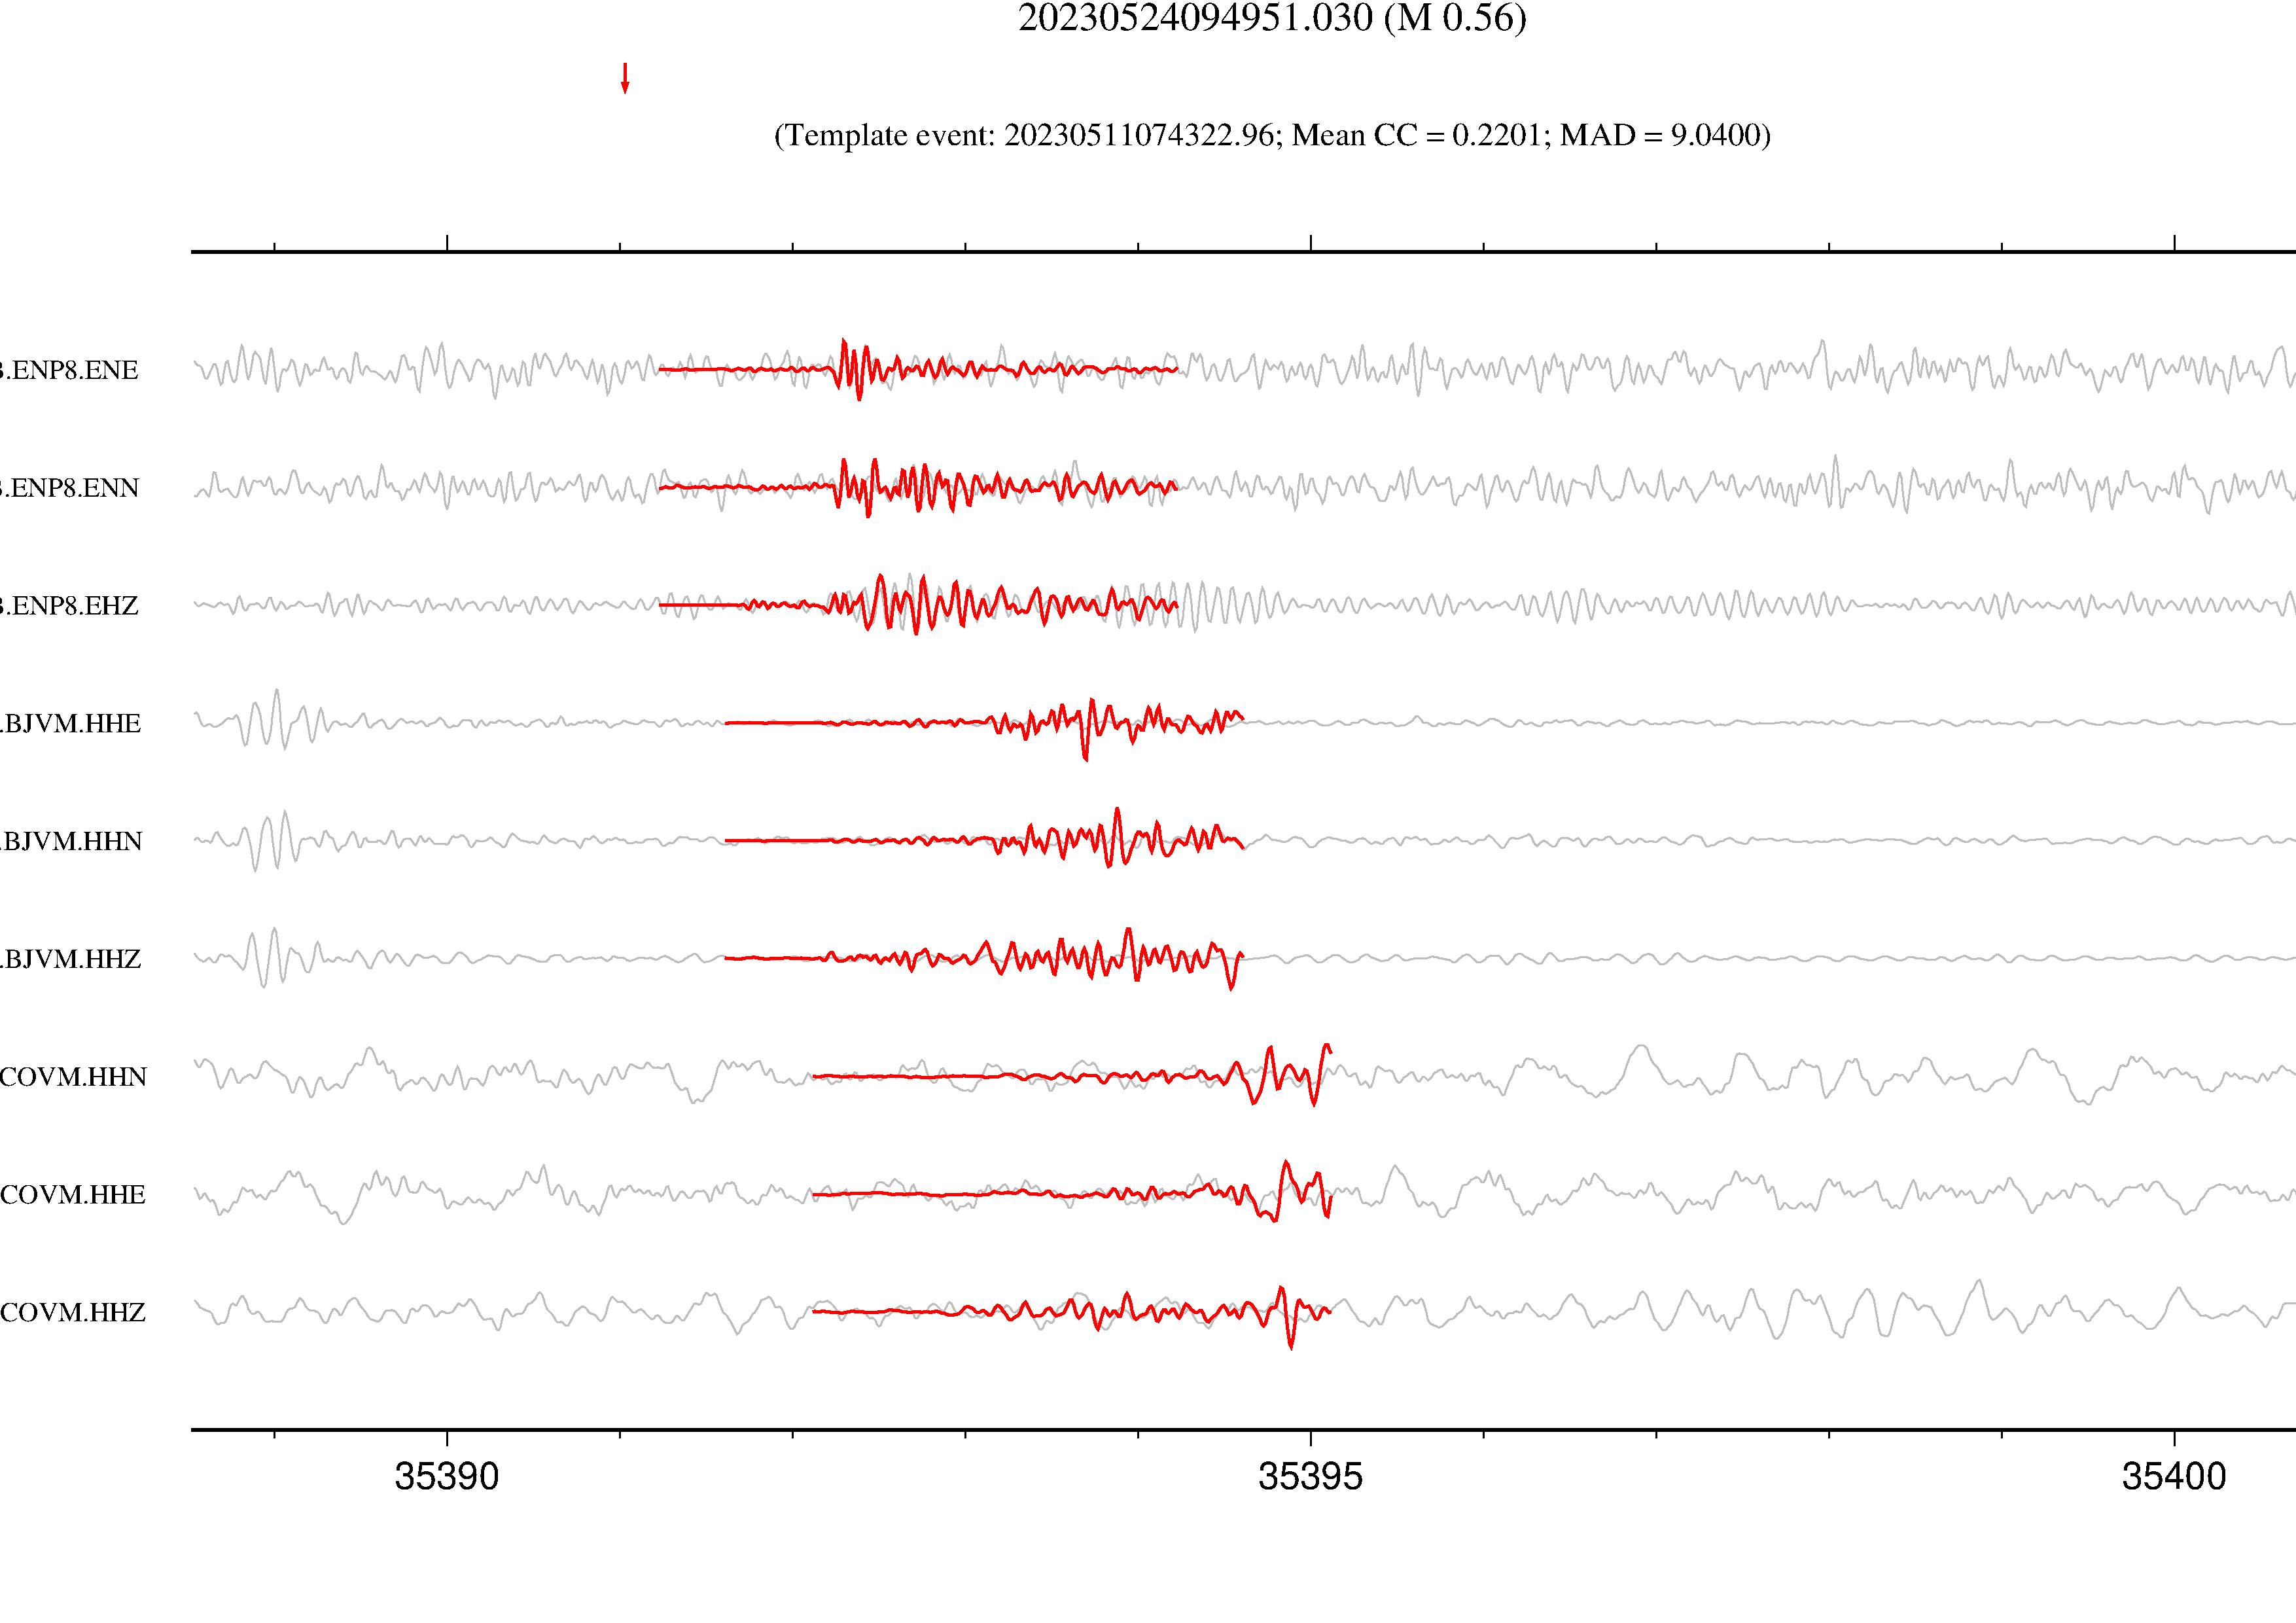 20230524094951.030 (M 0.56)
(Template event: 20230511074322.96; Mean CC = 0.2201; MAD = 9.0400)
.ENP8.ENE
.ENP8.ENN
.ENP8.EHZ
.BJVM.HHE
.BJVM.HHN
.BJVM.HHZ
COVM.HHN
COVM.HHE
COVM.HHZ
35390 35395 35400